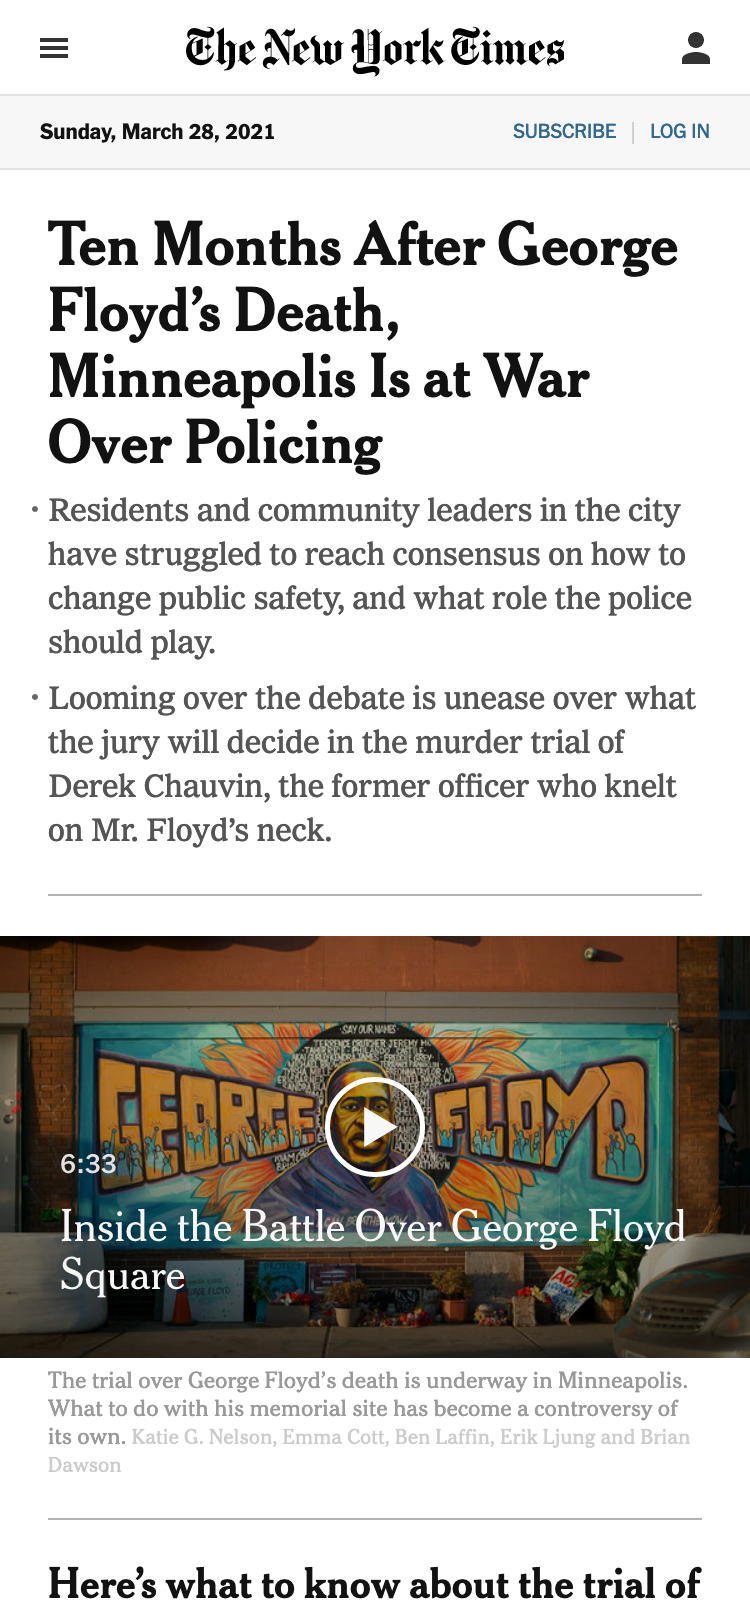 The New York Times
Sunday, March 28, 2021
SUBSCRIBE | LOG IN
Ten Months After George
Floyd’s Death,
Minneapolis Is at War
Over Policing
• Residents and community leaders in the city
have struggled to reach consensus on how to
change public safety, and what role the police
should play.
• Looming over the debate is unease over what
the jury will decide in the murder trial of
Derek Chauvin, the former officer who knelt
on Mr. Floyd’s neck.
SAY OUR NAMES
GEORGE FLOYD
6:33
Inside the Battle Over George Floyd
Square
The trial over George Floyd’s death is underway in Minneapolis.
What to do with his memorial site has become a controversy of
its own. Katie G. Nelson, Emma Cott, Ben Laffin, Erik Ljung and Brian
Dawson
Here’s what to know about the trial of